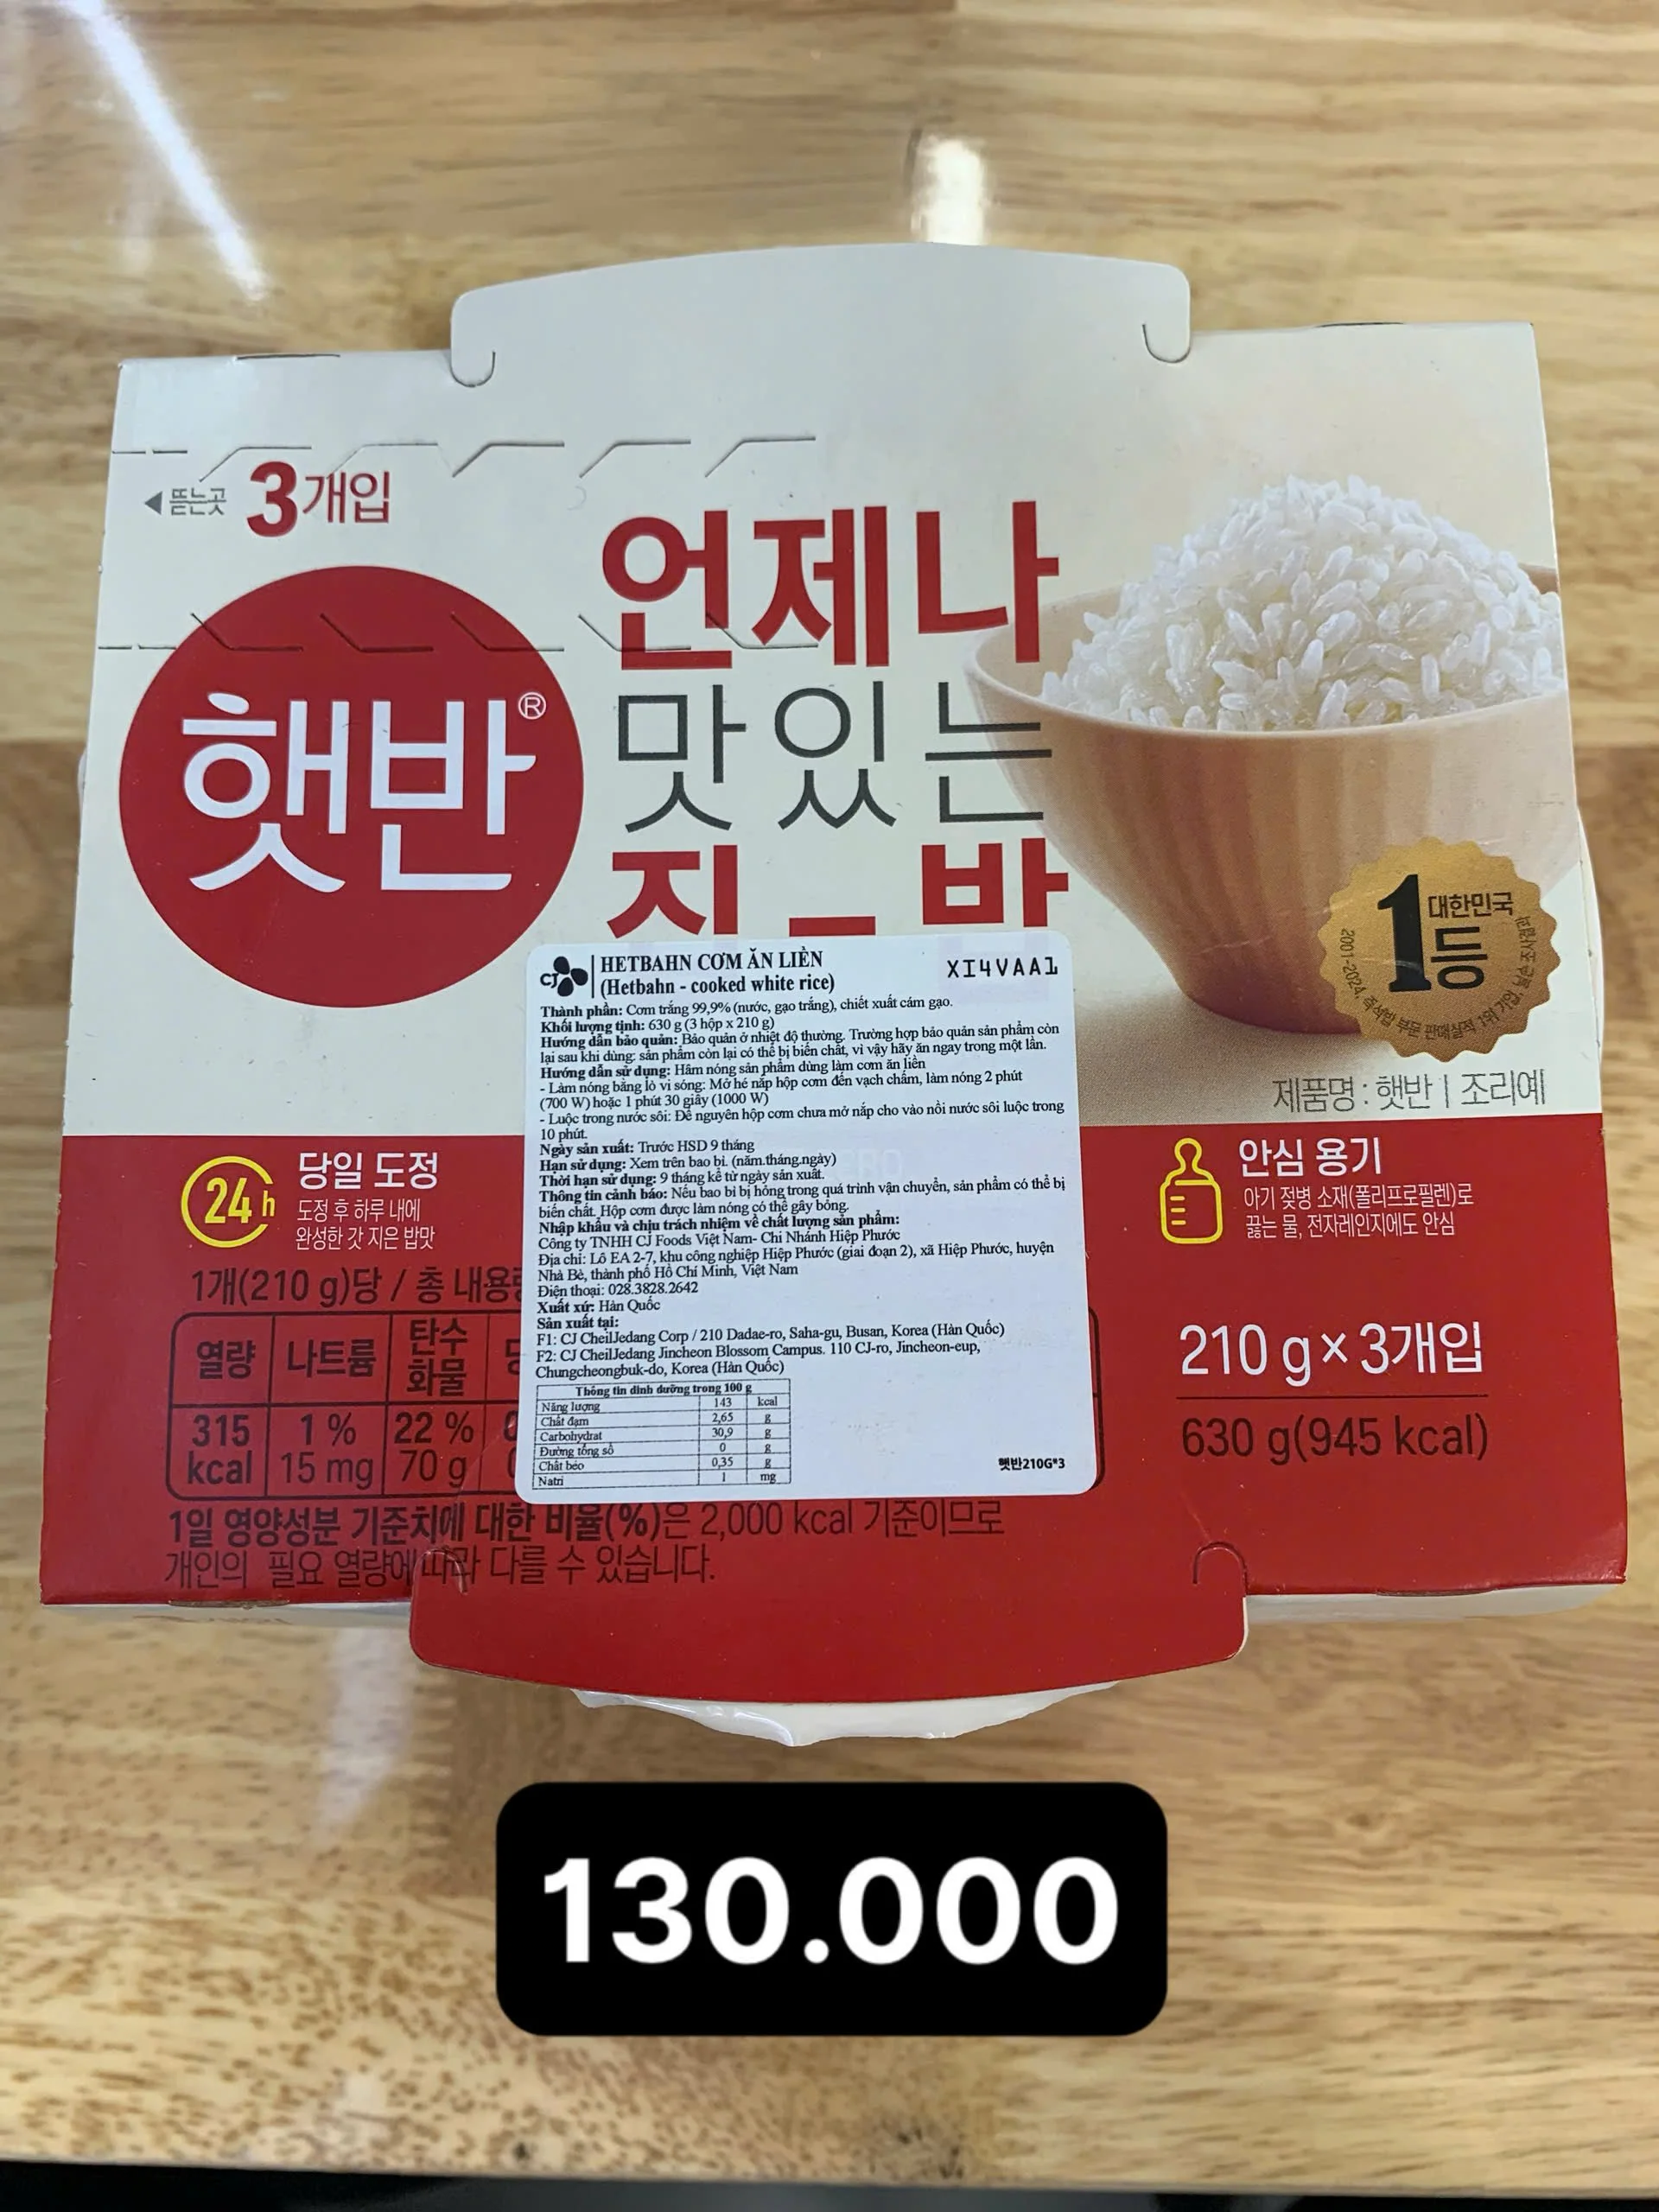 ◀ 뜯는곳 3개입
햇반®
언제나
맛있는
1 대한민국
등
2001-2024,
제품명 : 햇반 | 조리예
CJ
HETBAHN CƠM ĂN LIỀN
XI4VAA1
(Hetbahn - cooked white rice)
Thành phần: Cơm trắng 99,9% (nước, gạo trắng), chiết xuất cám gạo.
Khối lượng tịnh: 630 g (3 hộp x 210 g)
Hướng dẫn bảo quản: Bảo quản ở nhiệt độ thường. Trường hợp bảo quản sản phẩm còn
lại sau khi dùng: sản phẩm còn lại có thể bị biến chất, vì vậy hãy ăn ngay trong một lần.
Hướng dẫn sử dụng: Hâm nóng sản phẩm dùng làm cơm ăn liền
- Làm nóng bằng lò vi sóng: Mở hé nắp hộp cơm đến vạch chấm, làm nóng 2 phút
(700 W) hoặc 1 phút 30 giây (1000 W)
- Luộc trong nước sôi: Để nguyên hộp cơm chưa mở nắp cho vào nồi nước sôi luộc trong
10 phút.
Ngày sản xuất: Trước HSD 9 tháng
Hạn sử dụng: Xem trên bao bì. (năm.tháng.ngày)
Thời hạn sử dụng: 9 tháng kể từ ngày sản xuất.
Thông tin cảnh báo: Nếu bao bì bị hỏng trong quá trình vận chuyển, sản phẩm có thể bị
biến chất. Hộp cơm được làm nóng có thể gây bỏng.
Nhập khẩu và chịu trách nhiệm về chất lượng sản phẩm:
Công ty TNHH CJ Foods Việt Nam- Chi Nhánh Hiệp Phước
Địa chỉ: Lô EA 2-7, khu công nghiệp Hiệp Phước (giai đoạn 2), xã Hiệp Phước, huyện
Nhà Bè, thành phố Hồ Chí Minh, Việt Nam
Điện thoại: 028.3828.2642
Xuất xứ: Hàn Quốc
Sản xuất tại:
F1: CJ CheilJedang Corp / 210 Dadae-ro, Saha-gu, Busan, Korea (Hàn Quốc)
F2: CJ CheilJedang Jincheon Blossom Campus. 110 CJ-ro, Jincheon-eup,
Chungcheongbuk-do, Korea (Hàn Quốc)
Thông tin dinh dưỡng trong 100 g
Năng lượng 143 kcal
Chất đạm 2,65 g
Carbohydrat 30,9 g
Đường tổng số 0 g
Chất béo 0,35 g
Natri 1 mg
햇반210G*3
24h 당일 도정
도정 후 하루 내에
완성한 갓 지은 밥맛
안심 용기
아기 젖병 소재(폴리프로필렌)로
끓는 물, 전자레인지에도 안심
1개(210 g)당 / 총 내용량
열량 나트륨 탄수화물
315 kcal 1 % 15 mg 22 % 70 g
210 g × 3개입
630 g(945 kcal)
1일 영양성분 기준치에 대한 비율(%)은 2,000 kcal 기준이므로
개인의 필요 열량에 따라 다를 수 있습니다.
130.000